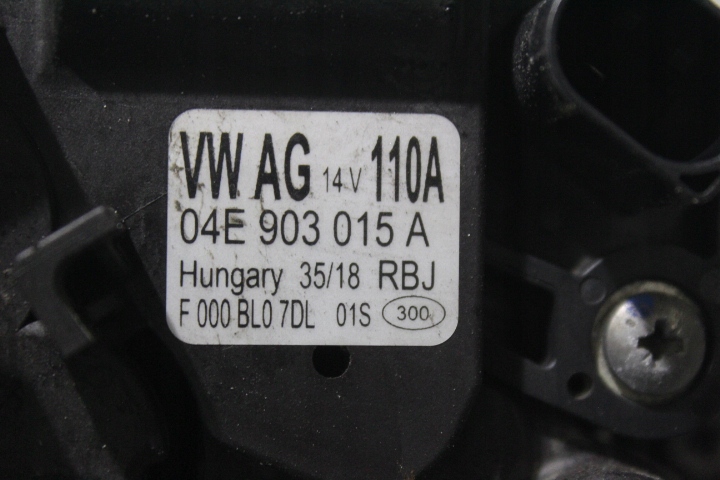 VW AG 14V 110A
04E 903 015 A
Hungary 35/18 RBJ
F 000 BL0 7DL 01S 300